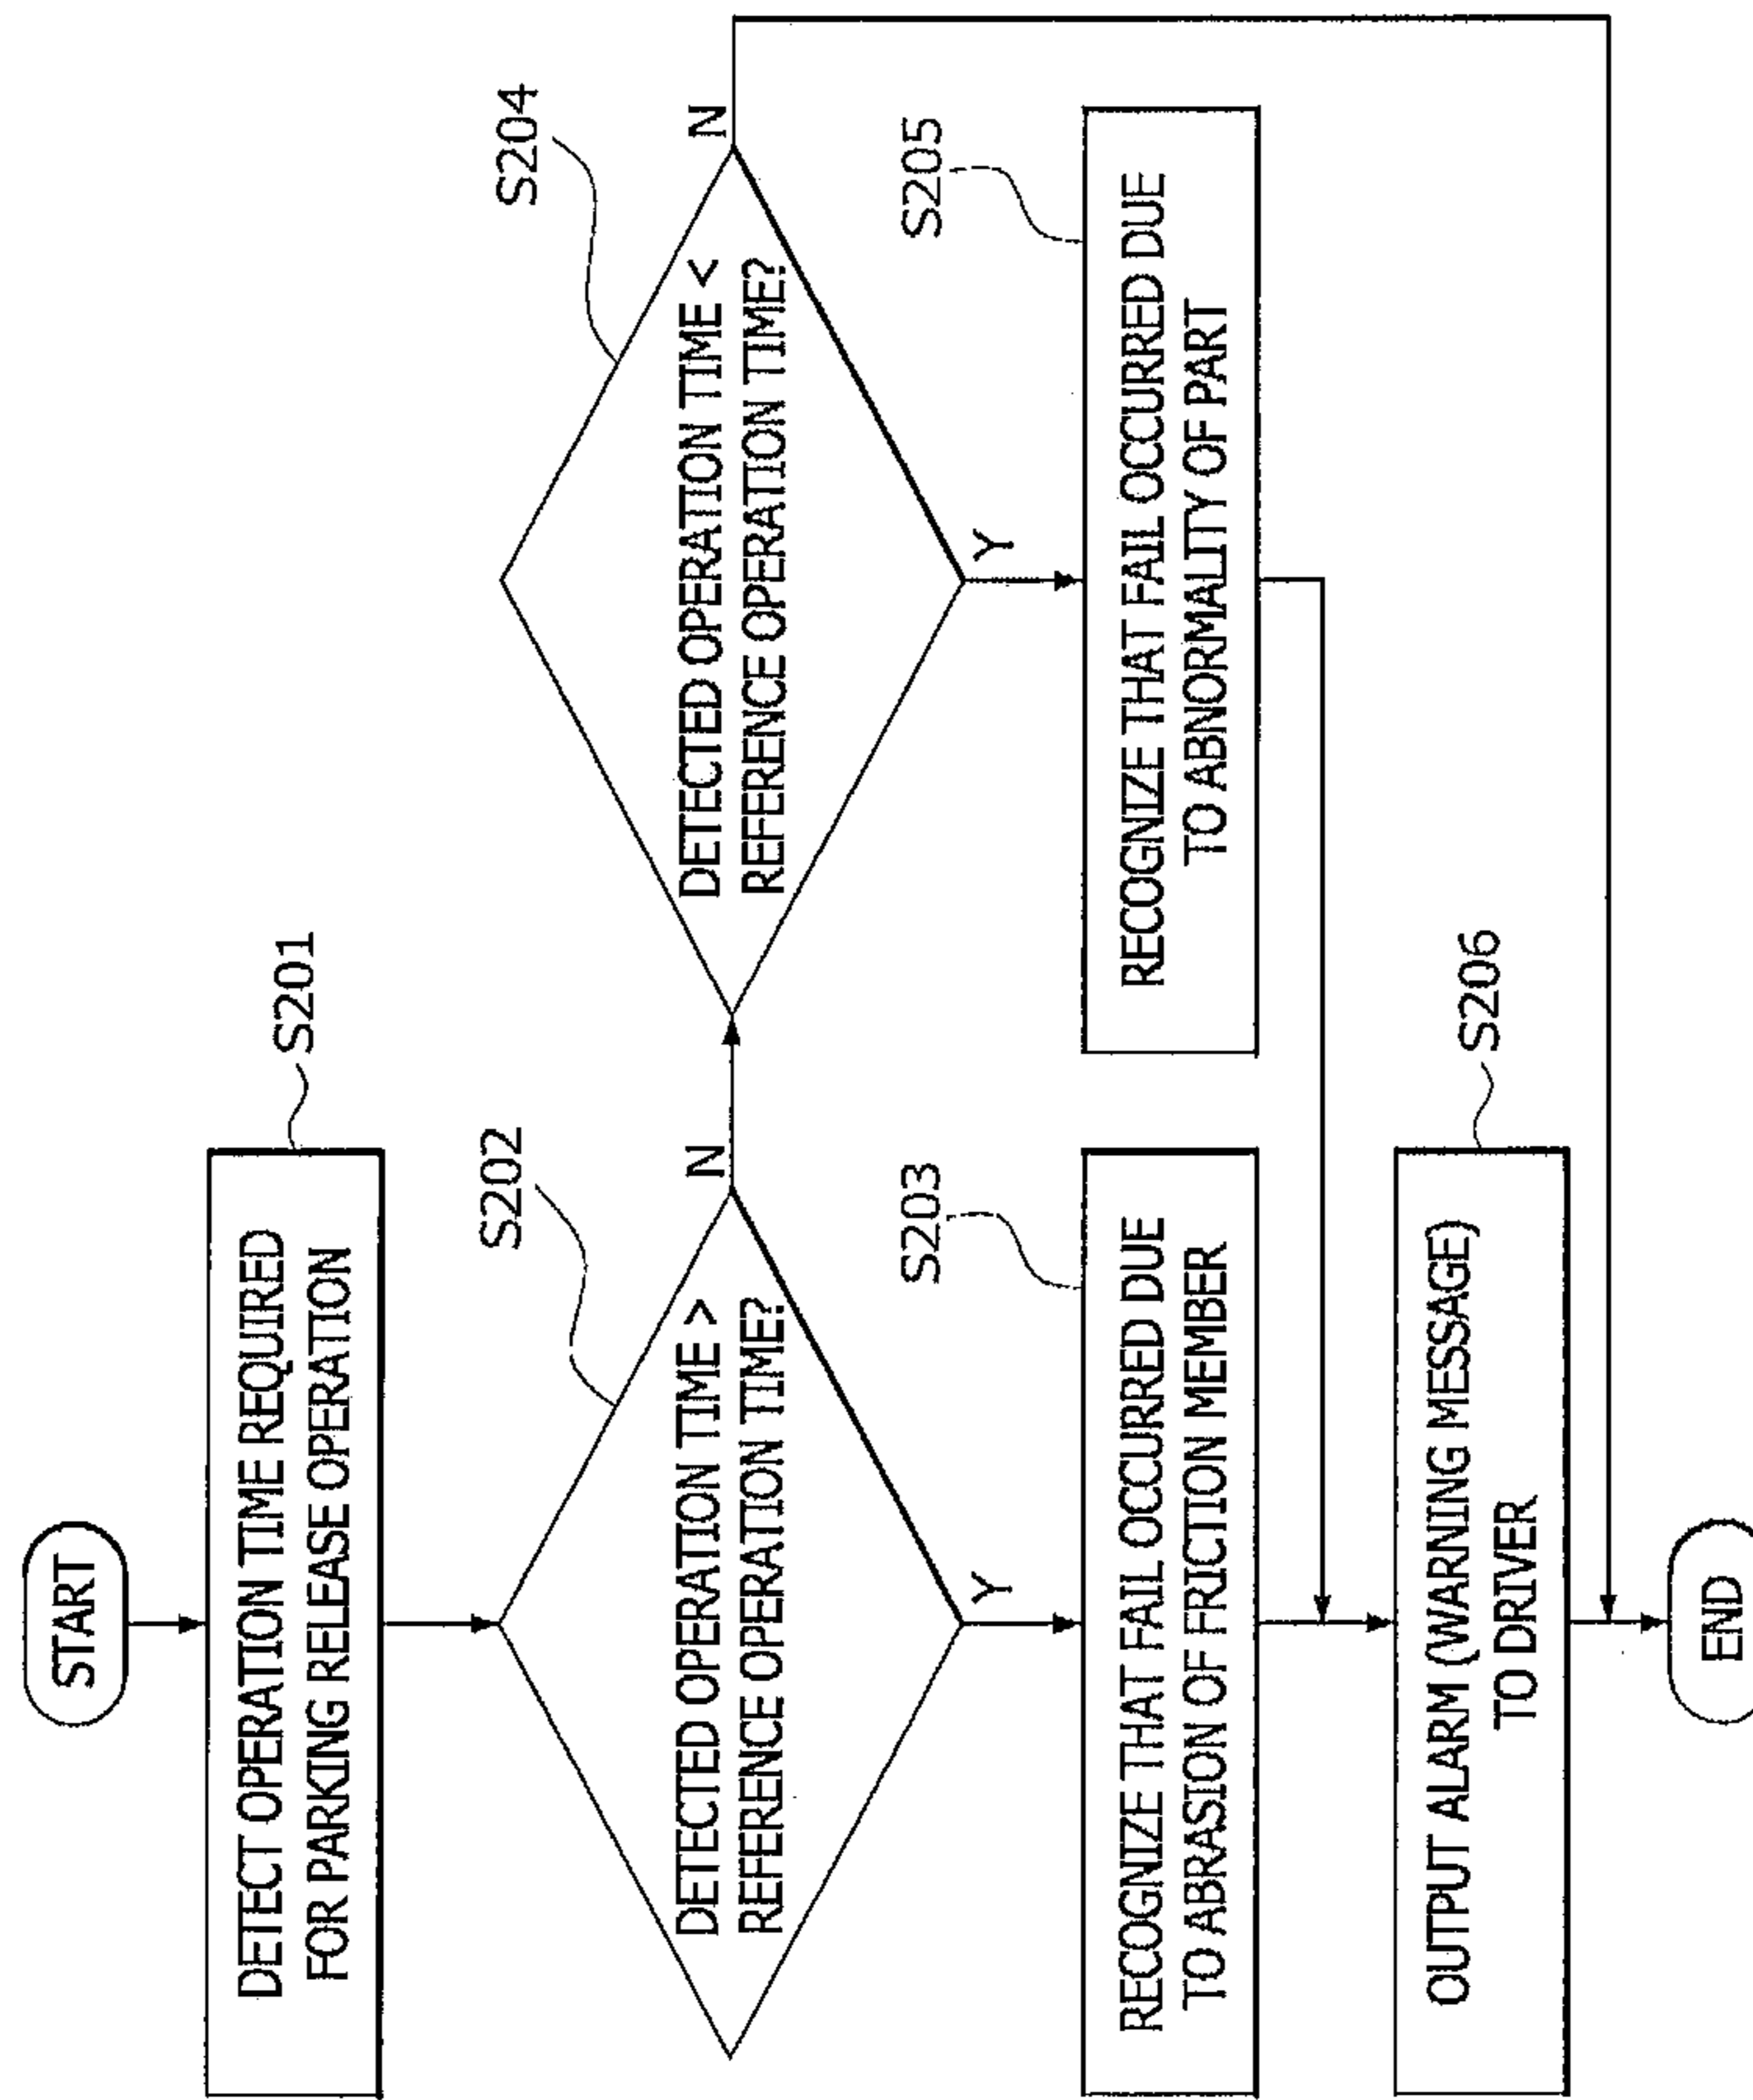 START
DETECT OPERATION TIME REQUIRED
FOR PARKING RELEASE OPERATION
S201
DETECTED OPERATION TIME >
REFERENCE OPERATION TIME?
S202
N
Y
DETECTED OPERATION TIME <
REFERENCE OPERATION TIME?
S204
N
Y
RECOGNIZE THAT FAIL OCCURRED DUE
TO ABRASION OF FRICTION MEMBER
S203
RECOGNIZE THAT FAIL OCCURRED DUE
TO ABNORMALITY OF PART
S205
OUTPUT ALARM (WARNING MESSAGE)
TO DRIVER
S206
END